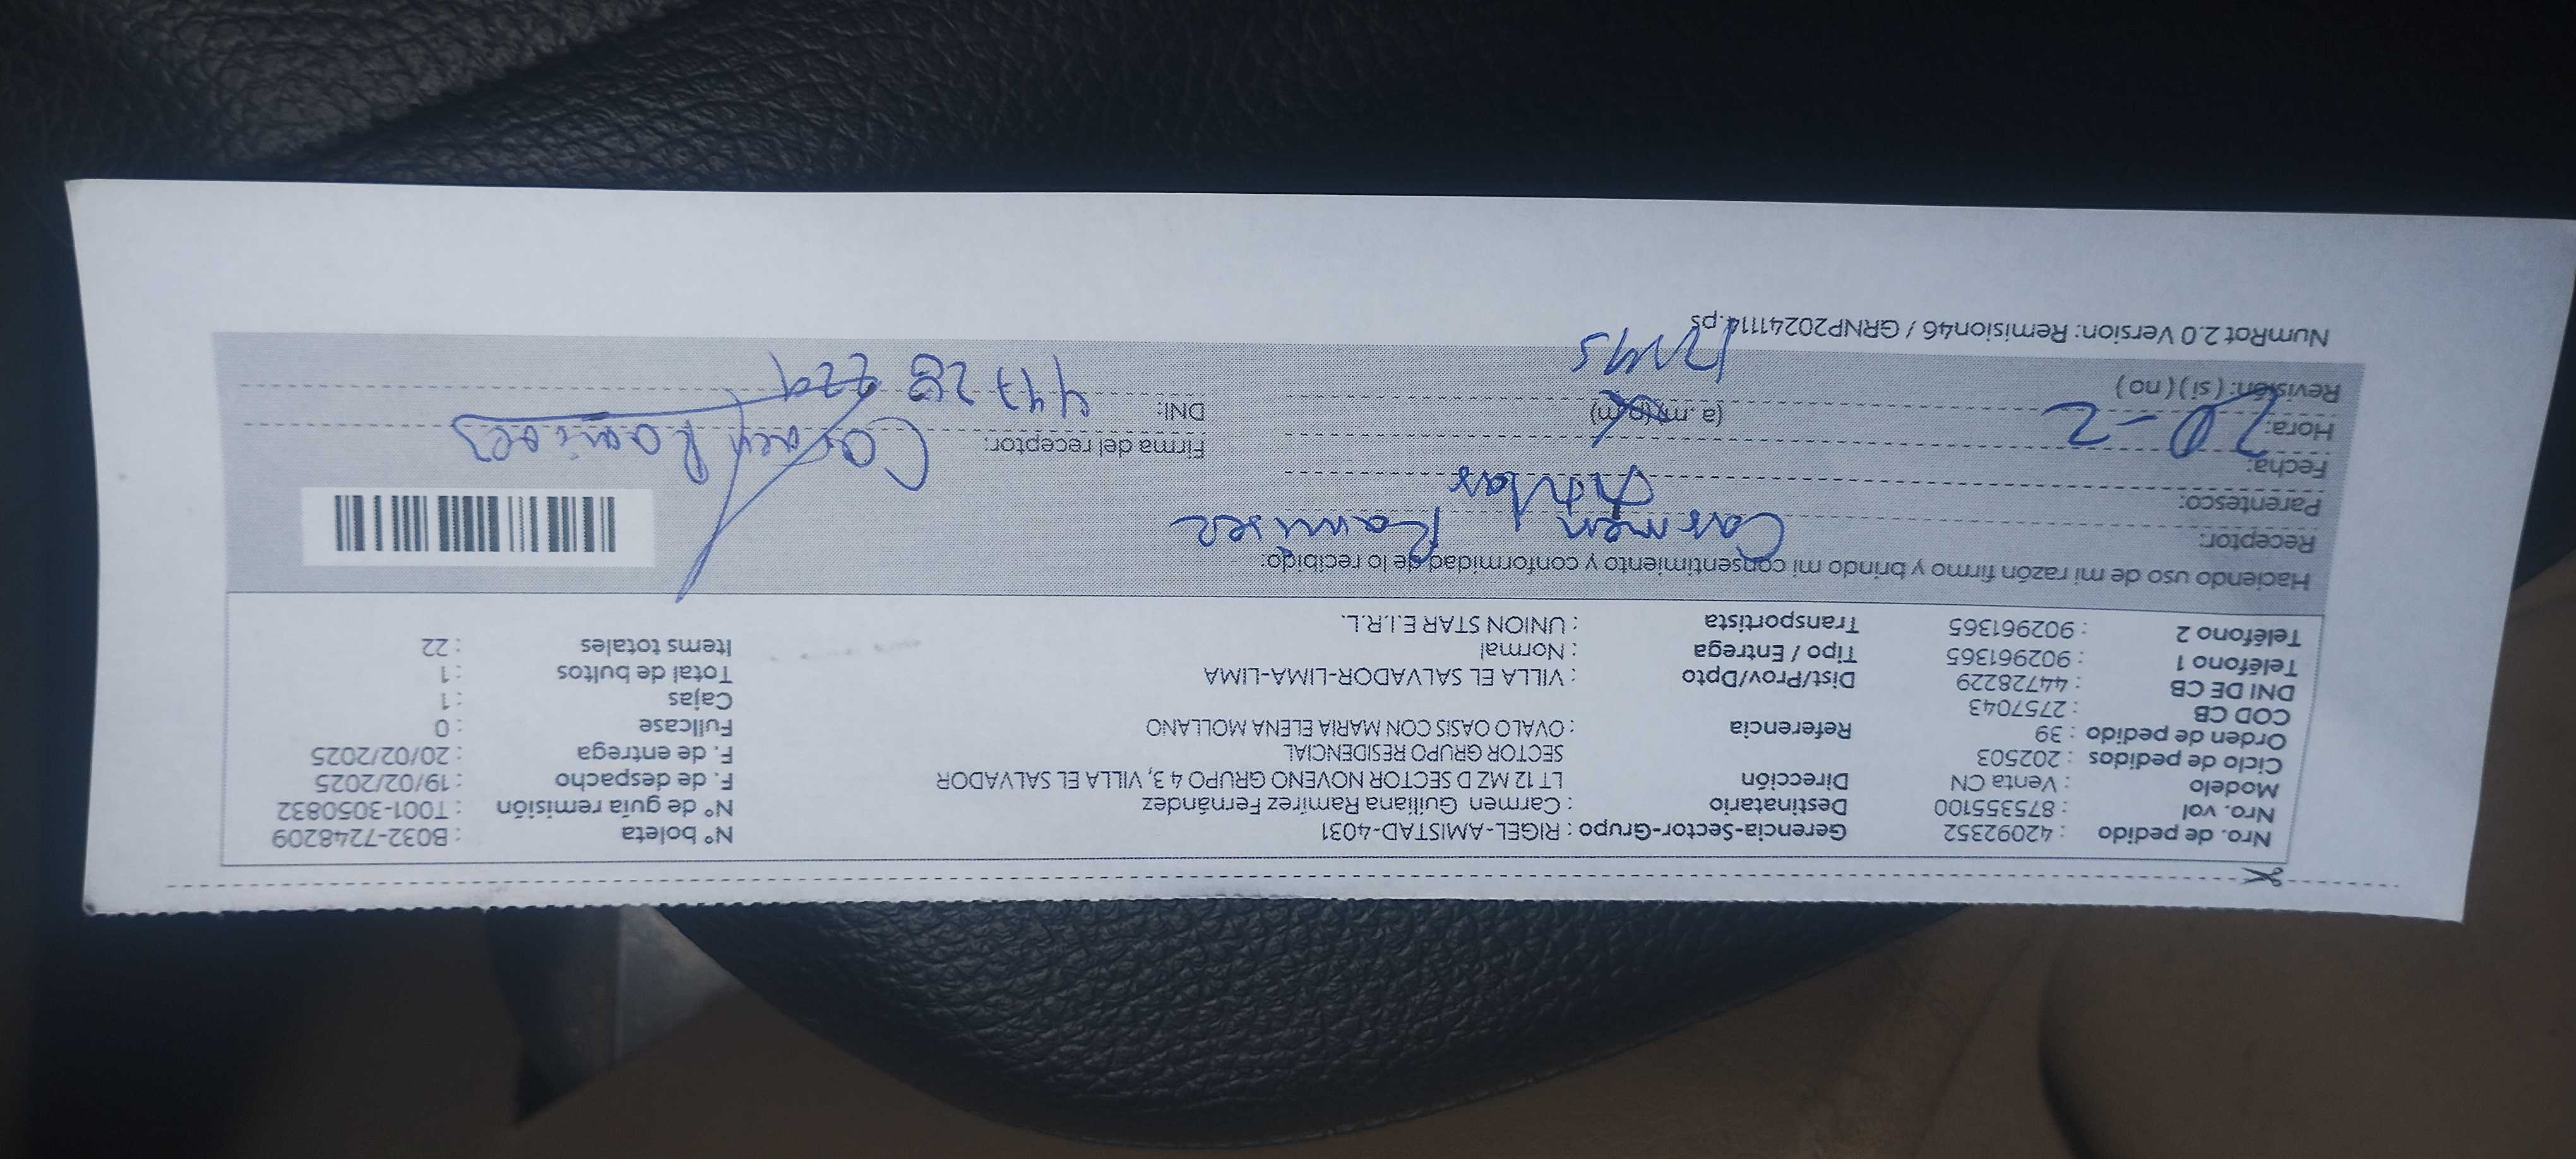 Nro. de pedido : 42092352 Gerencia-Sector-Grupo : RIGEL-AMISTAD-4031 N° boleta : B032-7248209
Nro. vol : 875355100 Destinatario : Carmen Guiliana Ramírez Fernández N° de guía remisión : T001-3050832
Modelo : Venta CN Dirección LT 12 MZ D SECTOR NOVENO GRUPO 4 3, VILLA EL SALVADOR F. de despacho : 19/02/2025
Ciclo de pedidos : 202503 SECTOR GRUPO RESIDENCIAL F. de entrega : 20/02/2025
Orden de pedido : 39 Referencia : OVALO OASIS CON MARIA ELENA MOLLANO Fullcase : 0
COD CB : 2757043 Cajas : 1
DNI DE CB : 44728229 Dist/Prov/Dpto : VILLA EL SALVADOR-LIMA-LIMA Total de bultos : 1
Teléfono 1 : 902961365 Tipo / Entrega : Normal Items totales : 22
Teléfono 2 : 902961365 Transportista : UNION STAR E.I.R.L.
Haciendo uso de mi razón firmo y brindo mi consentimiento y conformidad de lo recibido:
Receptor: Carmen Ramirez
Parentesco:
Fecha: 20-2 Firma del receptor: Carmen Ramirez
Hora: (a. m.)(p.m) DNI: 44728
Revisión: ( si ) ( no )
NumRot 2.0 Version: Remision46 / GRNP20241114.ps